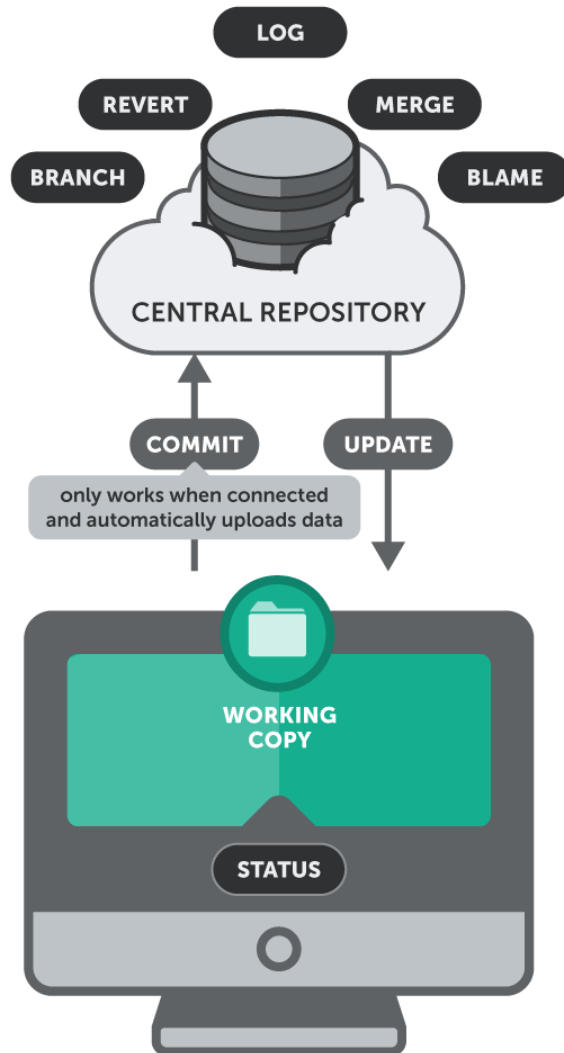 LOG
REVERT
MERGE
BRANCH
BLAME
CENTRAL REPOSITORY
COMMIT
UPDATE
only works when connected
and automatically uploads data
WORKING
COPY
STATUS